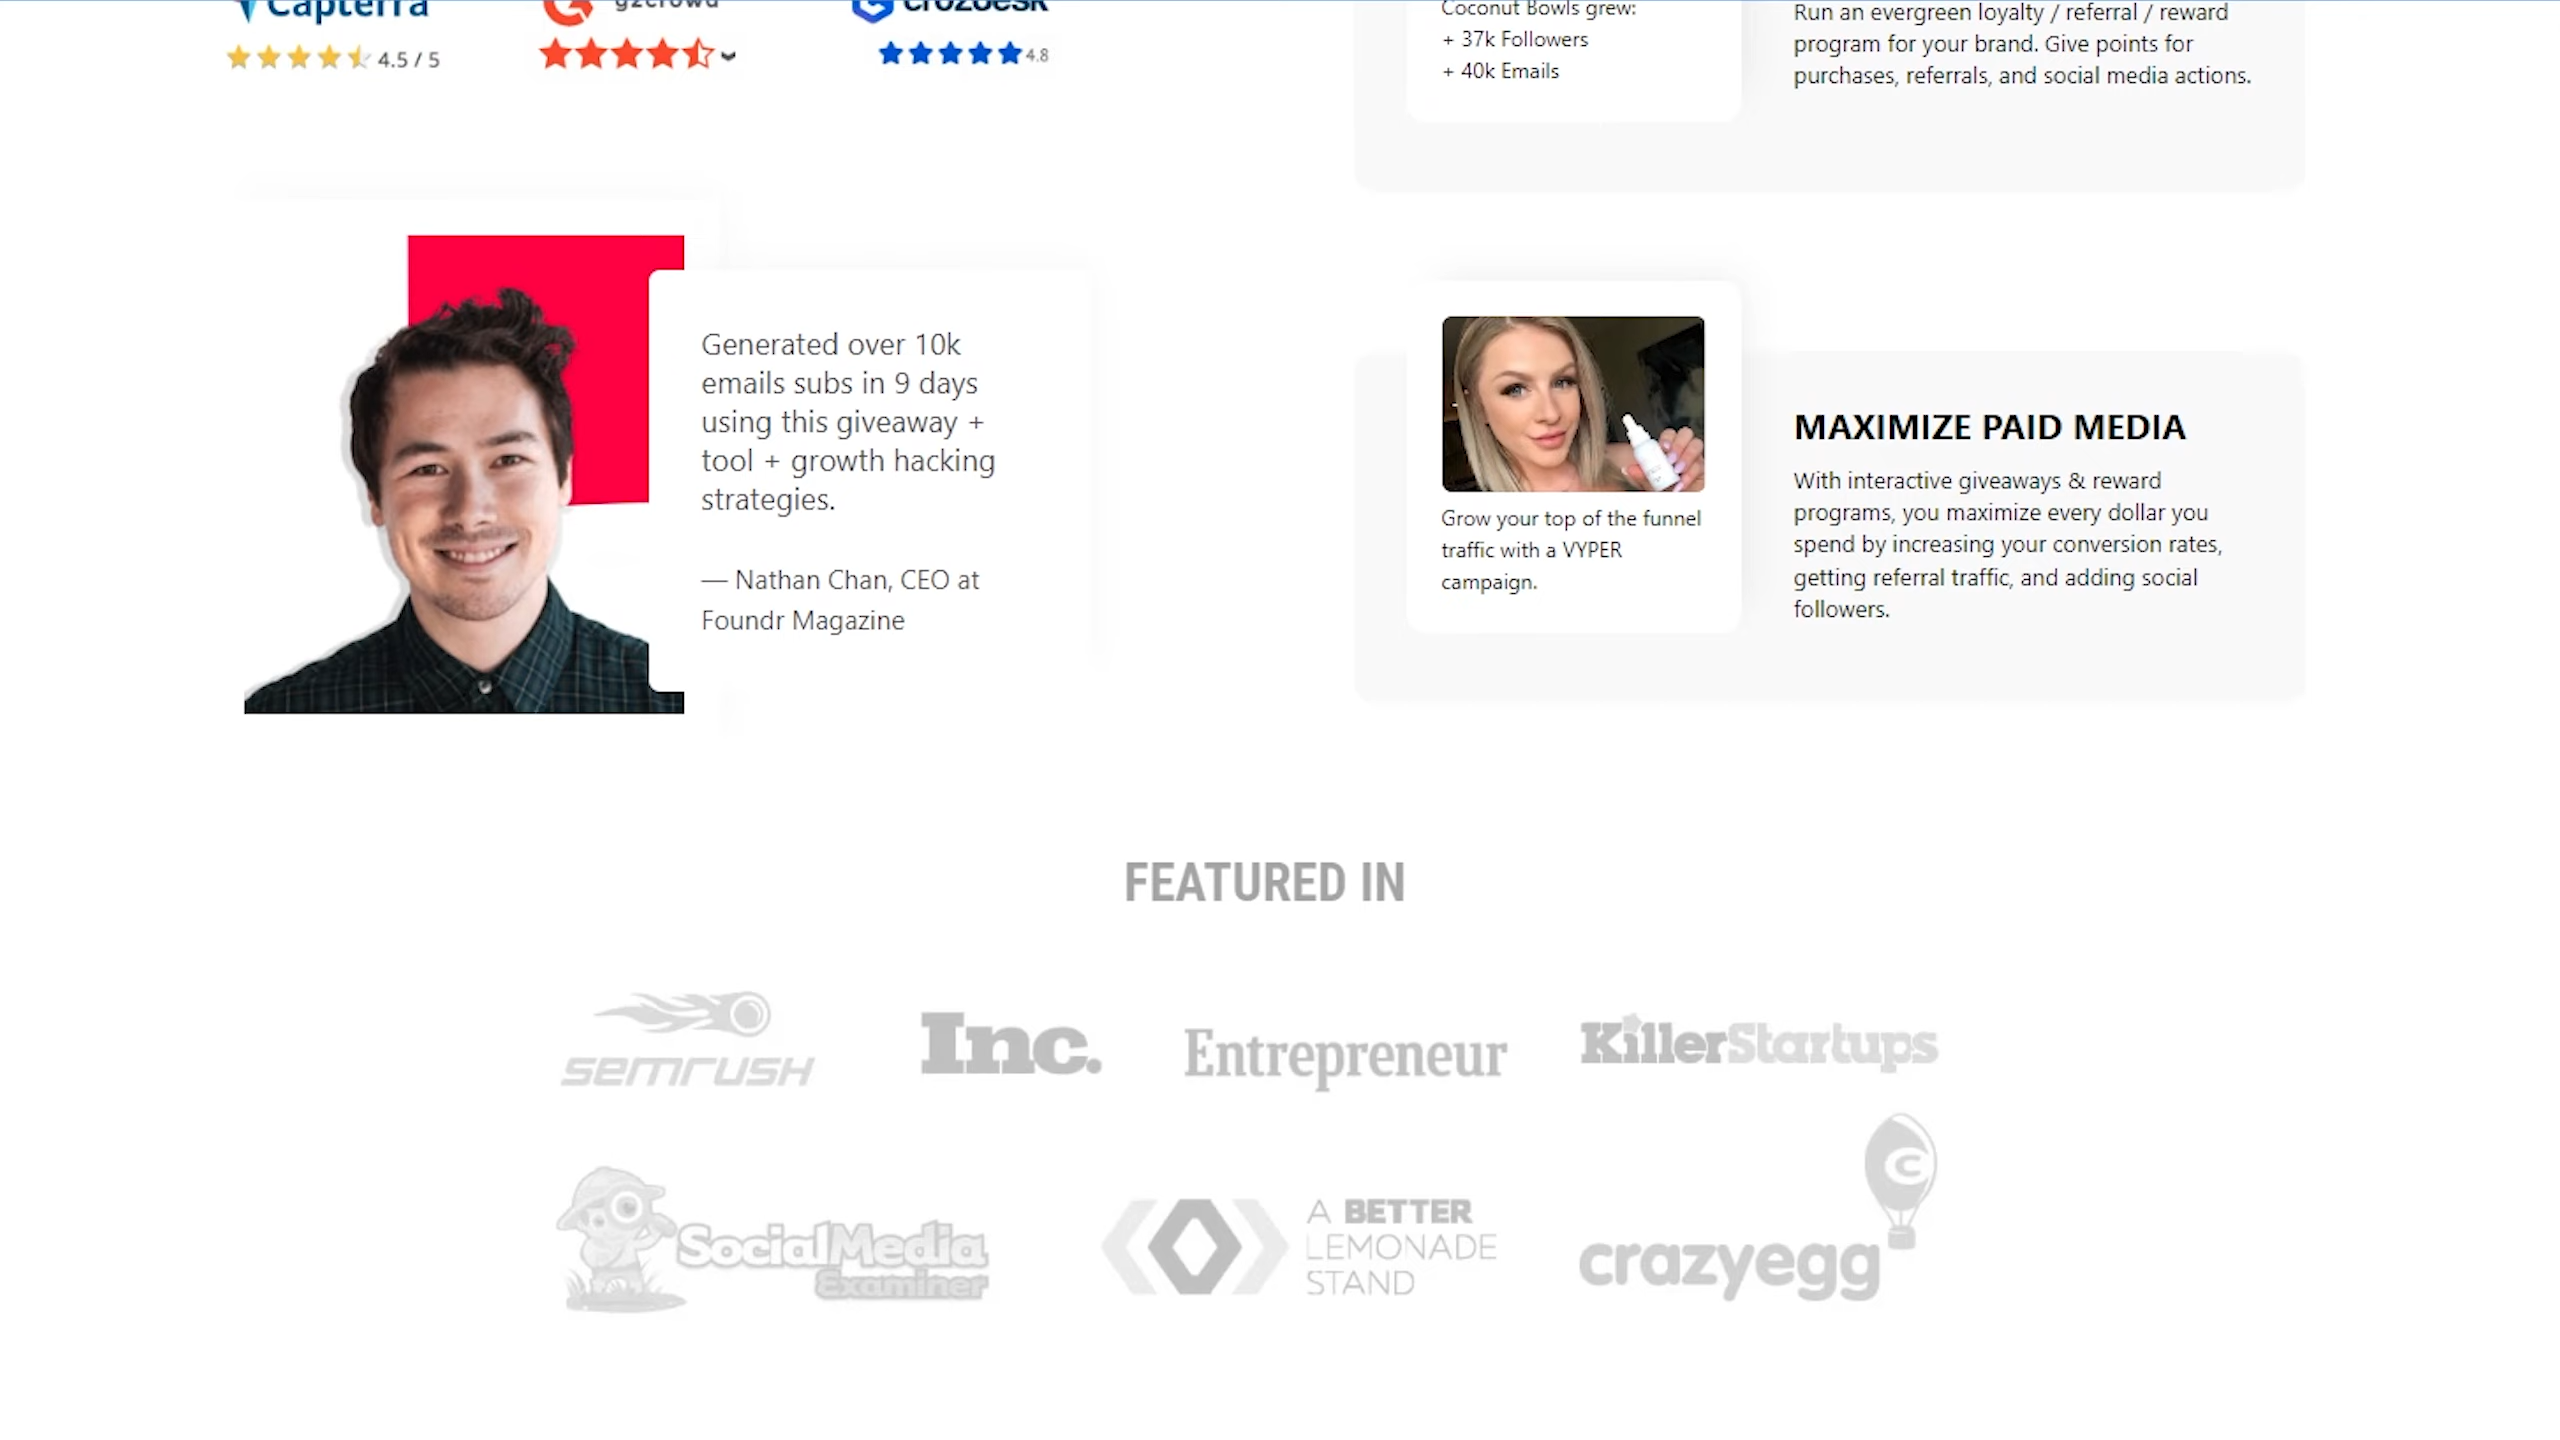 Capterra
4.5 / 5
g2crowd
crozdesk
4.8
Coconut Bowls grew:
+ 37k Followers
+ 40k Emails
Run an evergreen loyalty / referral / reward
program for your brand. Give points for
purchases, referrals, and social media actions.
Generated over 10k
emails subs in 9 days
using this giveaway +
tool + growth hacking
strategies.
— Nathan Chan, CEO at
Foundr Magazine
Grow your top of the funnel
traffic with a VYPER
campaign.
MAXIMIZE PAID MEDIA
With interactive giveaways & reward
programs, you maximize every dollar you
spend by increasing your conversion rates,
getting referral traffic, and adding social
followers.
FEATURED IN
semrush
Inc.
Entrepreneur
KillerStartups
SocialMedia
Examiner
A BETTER
LEMONADE
STAND
crazyegg